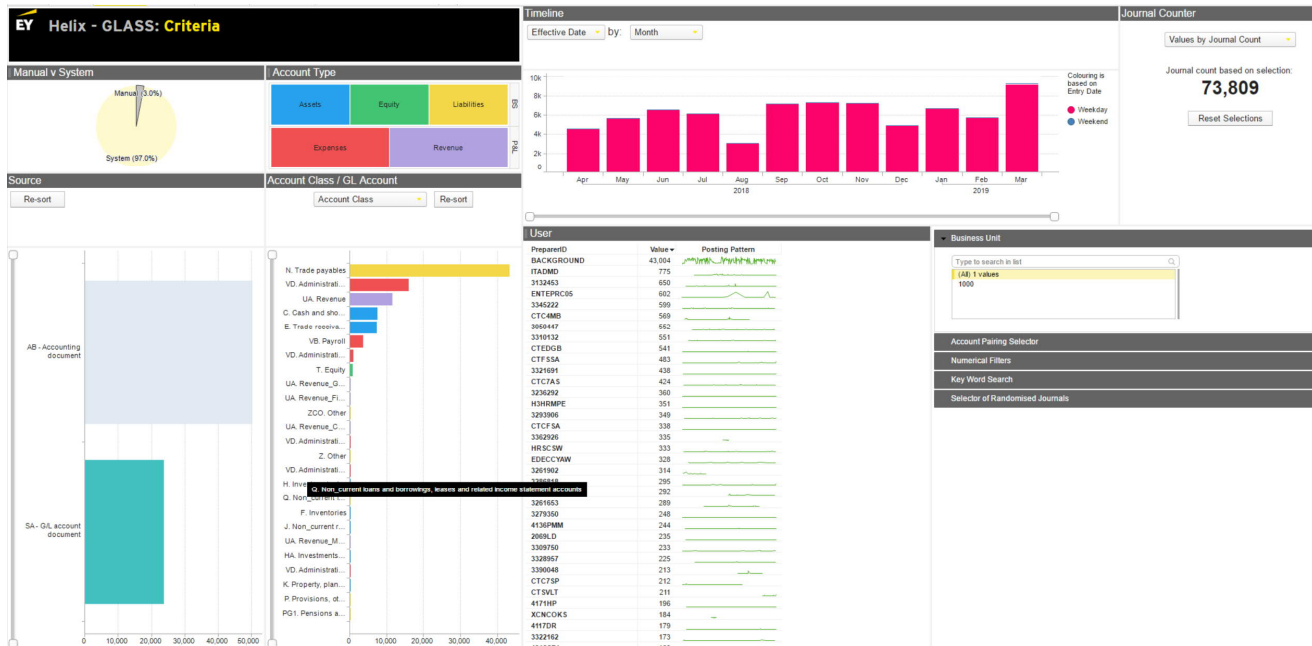 EY Helix - GLASS: Criteria
Manual v System
Manual (3.0%)
System (97.0%)
Account Type
Assets
Equity
Liabilities
BS
Expenses
Revenue
P&L
Timeline
Effective Date by: Month
10k
8k
6k
4k
2k
0
Apr May Jun Jul Aug Sep Oct Nov Dec Jan Feb Mar
2018 2019
Colouring is
based on
Entry Date
Weekday
Weekend
Journal Counter
Values by Journal Count
Journal count based on selection:
73,809
Reset Selections
Source
Re-sort
AB - Accounting
document
SA - G/L account
document
0 10,000 20,000 30,000 40,000 50,000
Account Class / GL Account
Account Class Re-sort
N. Trade payables
VD. Administrati...
UA. Revenue
C. Cash and sho...
E. Trade receiva...
VB. Payroll
VD. Administrati...
T. Equity
UA. Revenue_G...
UA. Revenue_Fi...
ZCO. Other
UA. Revenue_C...
VD. Administrati...
Z. Other
VD. Administrati...
H. Inve
Q. Non_current loans and borrowings, leases and related income statement accounts
Q. Non_current l...
F. Inventories
J. Non_current r...
UA. Revenue_M...
HA. Investments...
VD. Administrati...
K. Property, plan...
P. Provisions, ot...
PG1. Pensions a...
0 10,000 20,000 30,000 40,000
User
PreparerID Value Posting Pattern
BACKGROUND 43,004
ITADMD 775
3132453 650
ENTEPRC05 602
3345222 599
CTC4MB 569
3050447 552
3310132 551
CTEDGB 541
CTFSSA 483
3321691 438
CTC7AS 424
3236292 360
H3HRMPE 351
3293906 349
CTCFSA 338
3362926 335
HRSCSW 333
EDECCYAW 328
3261902 314
295
292
3261653 289
3279350 248
4136PMM 244
2069LD 235
3309750 233
3328957 225
3390048 213
CTC7SP 212
CTSVLT 211
4171HP 196
XCNCOKS 184
4117DR 179
3322162 173
Business Unit
Type to search in list
(All) 1 values
1000
Account Pairing Selector
Numerical Filters
Key Word Search
Selector of Randomised Journals